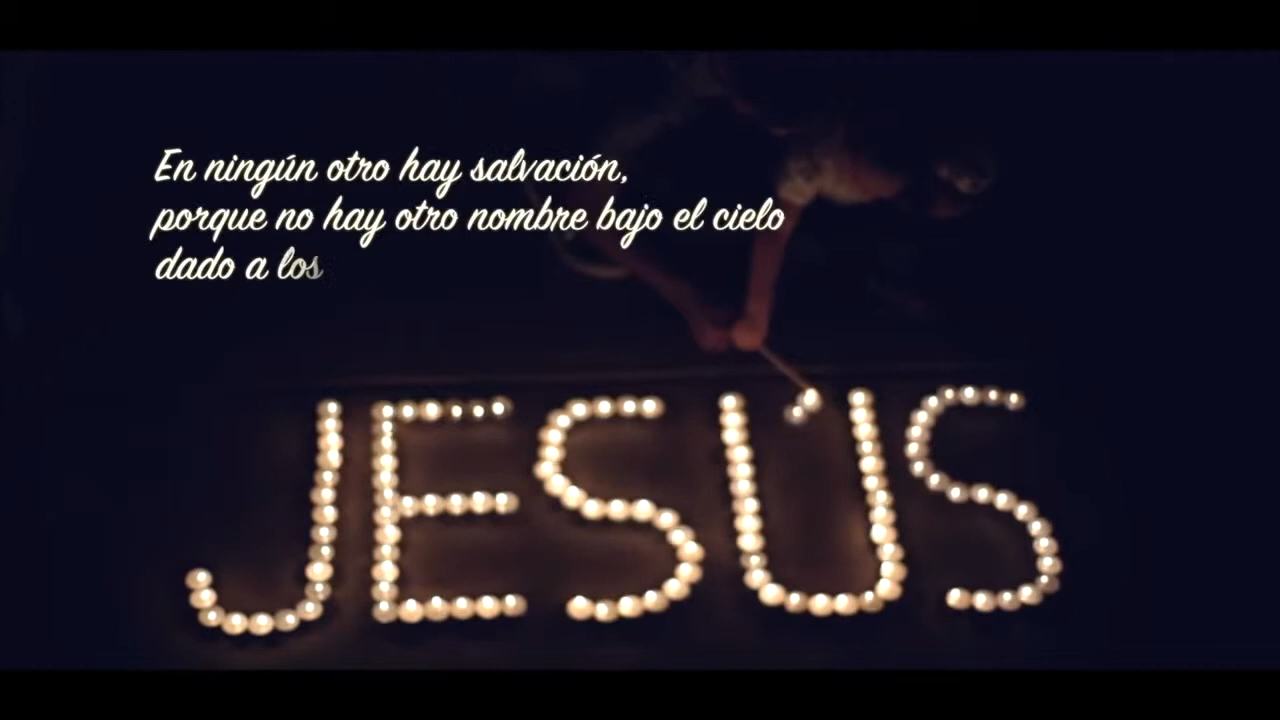 En ningún otro hay salvación,
porque no hay otro nombre bajo el cielo
dado a los
JESÚS